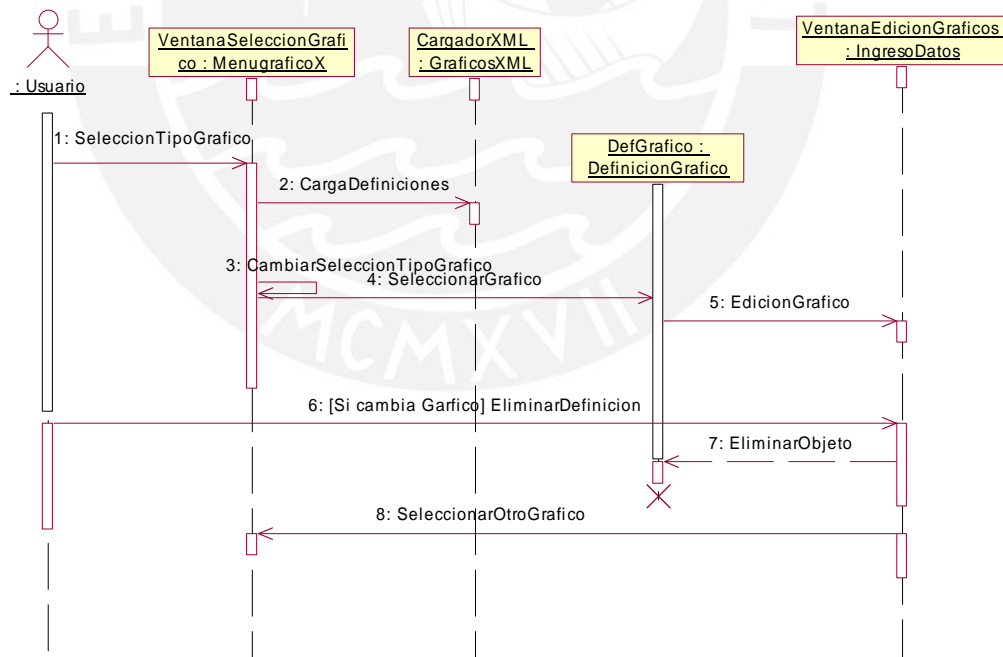 VentanaSeleccionGrafi
co : MenugraficoX
CargadorXML
: GraficosXML
VentanaEdicionGraficos
: IngresoDatos
: Usuario
1: SeleccionTipoGrafico
DefGrafico :
DefinicionGrafico
2: CargaDefiniciones
3: CambiarSeleccionTipoGrafico
4: SeleccionarGrafico
5: EdicionGrafico
MCMXVII
6: [Si cambia Garfico] EliminarDefinicion
7: EliminarObjeto
8: SeleccionarOtroGrafico